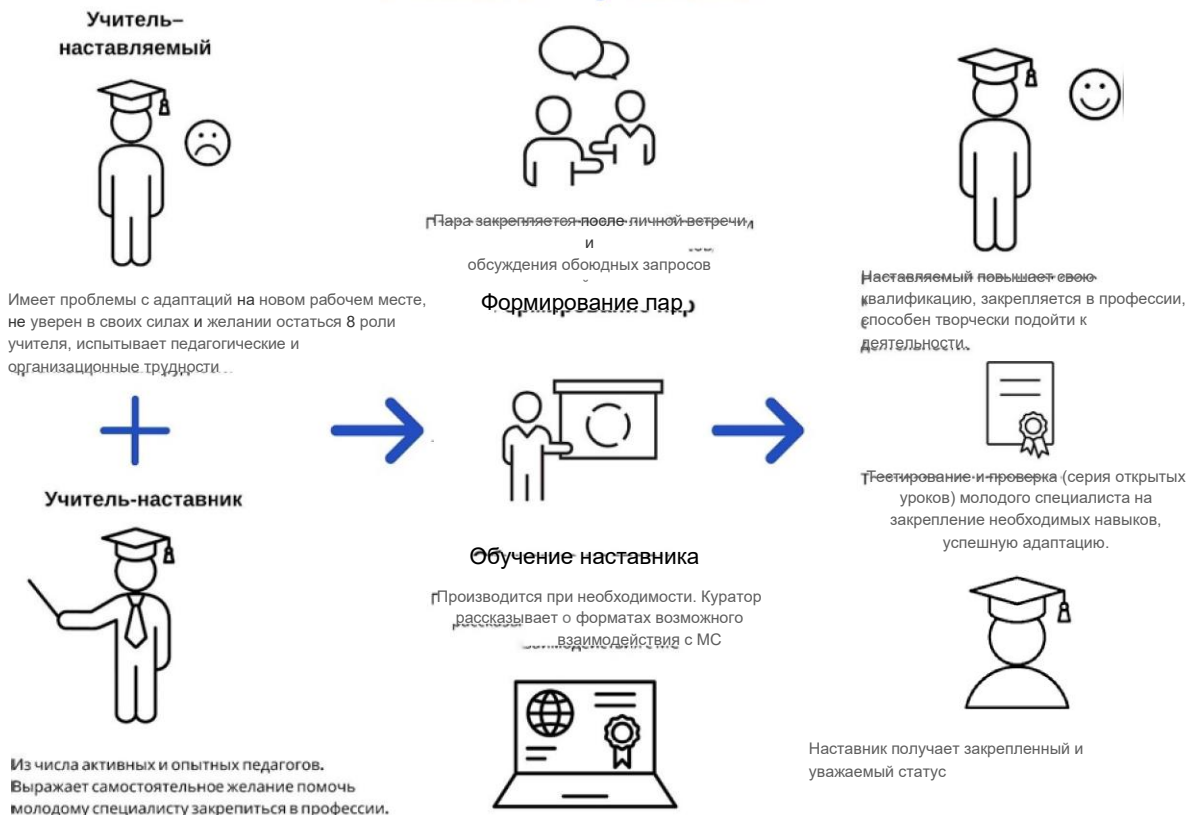 Учитель–
наставляемый
Имеет проблемы с адаптаций на новом рабочем месте,
не уверен в своих силах и желании остаться 8 роли
учителя, испытывает педагогические и
организационные трудности
Учитель-наставник
Из числа активных и опытных педагогов.
Выражает самостоятельное желание помочь
молодому специалисту закрепиться в профессии.
Пара закрепляется после личной встречи
и
обсуждения обоюдных запросов
Формирование пар
Обучение наставника
Производится при необходимости. Куратор
рассказывает о форматах возможного
взаимодействия с МС
Наставляемый повышает свою
квалификацию, закрепляется в профессии,
способен творчески подойти к
деятельности.
Тестирование и проверка (серия открытых
уроков) молодого специалиста на
закрепление необходимых навыков,
успешную адаптацию.
Наставник получает закрепленный и
уважаемый статус